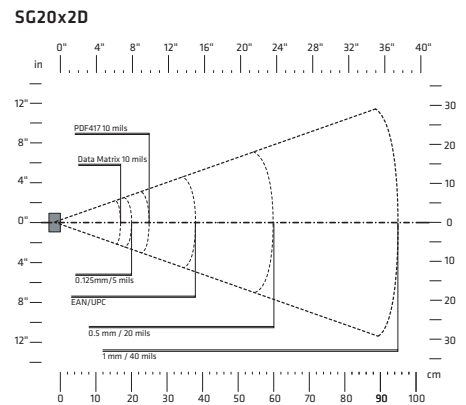 SG20x2D
0" 4" 8" 12" 16" 20" 24" 28" 32" 36" 40"
in
12"
8"
4"
0"
4"
8"
12"
30
20
10
0
10
20
30
PDF417 10 mils
Data Matrix 10 mils
0.125mm/5 mils
EAN/UPC
0.5 mm / 20 mils
1 mm / 40 mils
cm
0 10 20 30 40 50 60 70 80 90 100